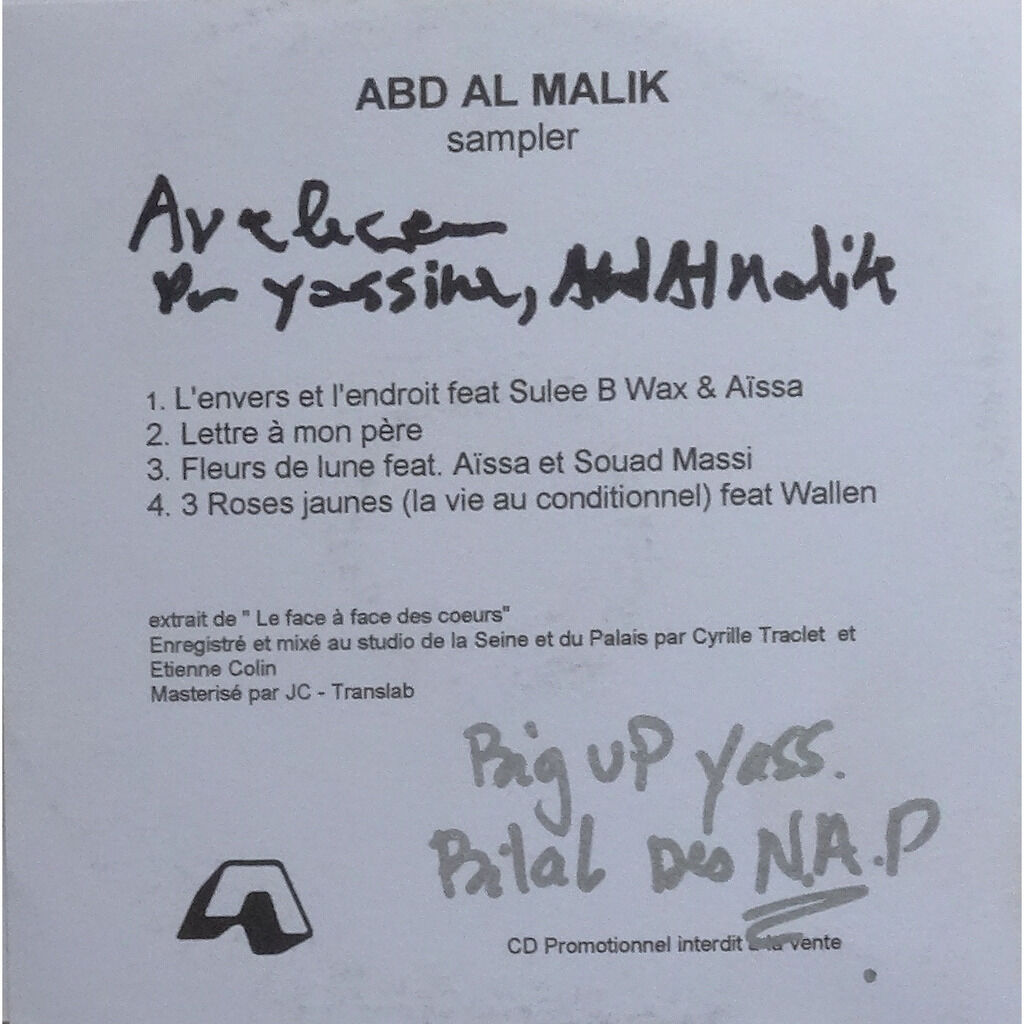 ABD AL MALIK
sampler
Avec
Yassine, Abd Al Malik
1. L'envers et l'endroit feat Sulee B Wax & Aïssa
2. Lettre à mon père
3. Fleurs de lune feat. Aïssa et Souad Massi
4. 3 Roses jaunes (la vie au conditionnel) feat Wallen
extrait de " Le face à face des coeurs"
Enregistré et mixé au studio de la Seine et du Palais par Cyrille Traclet et
Etienne Colin
Masterisé par JC - Translab
Big uP Yass.
Bilal Des N.A.P
CD Promotionnel interdit à la vente